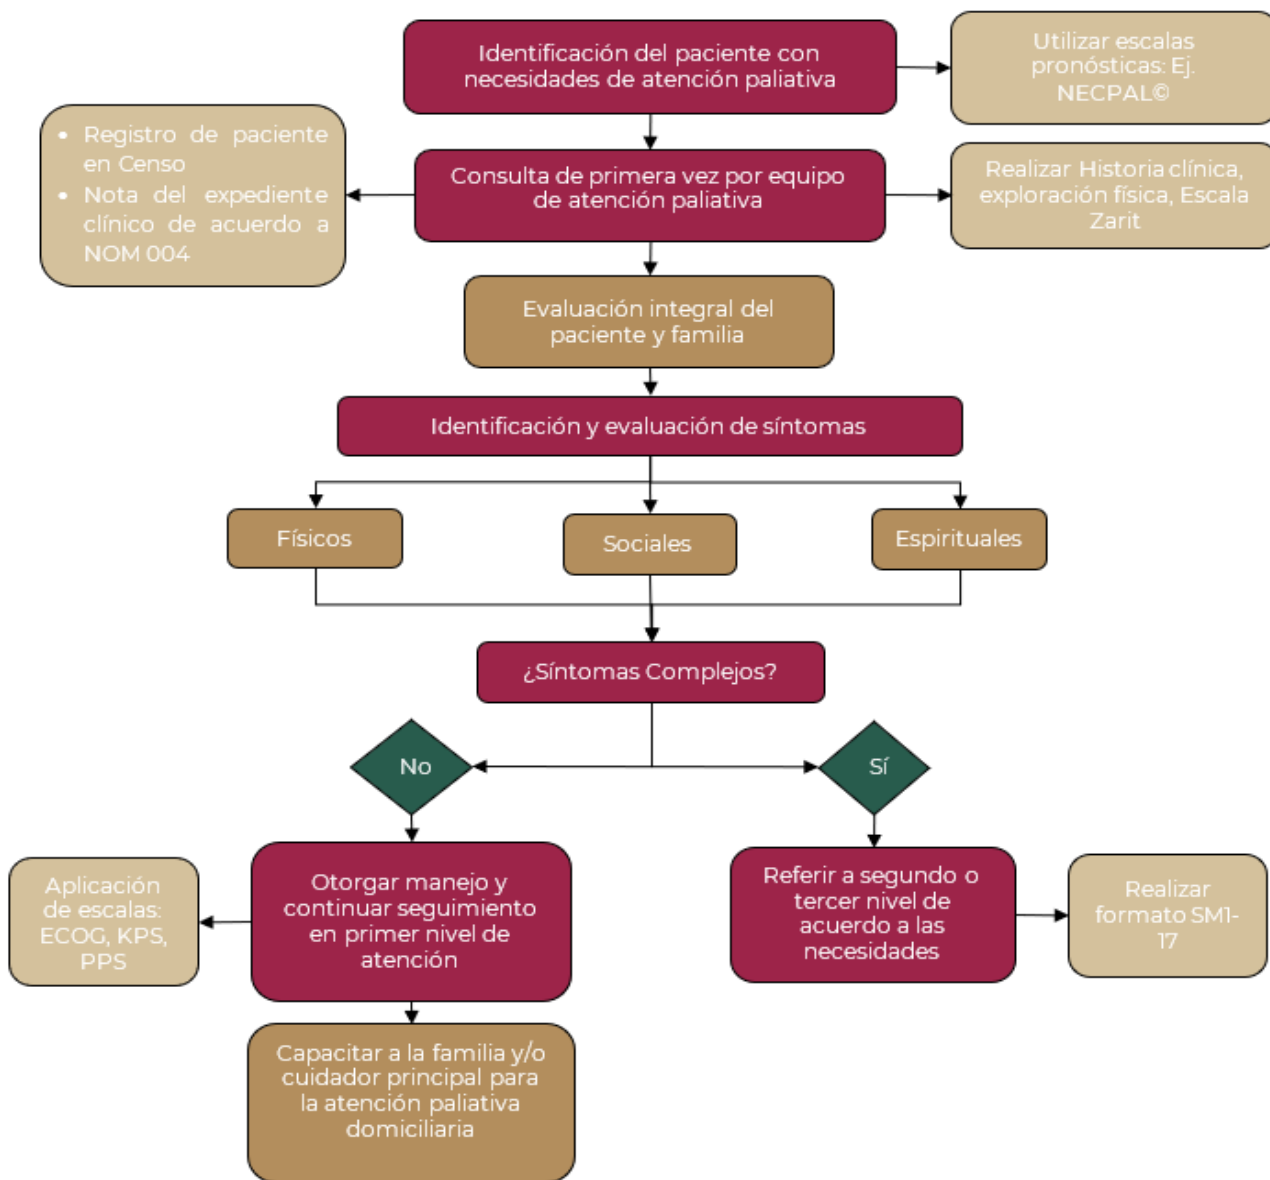 Identificación del paciente con
necesidades de atención paliativa
Utilizar escalas
pronósticas: Ej.
NECPAL©
• Registro de paciente
en Censo
• Nota del expediente
clínico de acuerdo a
NOM 004
Consulta de primera vez por equipo
de atención paliativa
Realizar Historia clínica,
exploración física, Escala
Zarit
Evaluación integral del
paciente y familia
Identificación y evaluación de síntomas
Físicos
Sociales
Espirituales
¿Síntomas Complejos?
No
Sí
Aplicación
de escalas:
ECOG, KPS,
PPS
Otorgar manejo y
continuar seguimiento
en primer nivel de
atención
Referir a segundo o
tercer nivel de
acuerdo a las
necesidades
Realizar
formato SM1-
17
Capacitar a la familia y/o
cuidador principal para
la atención paliativa
domiciliaria